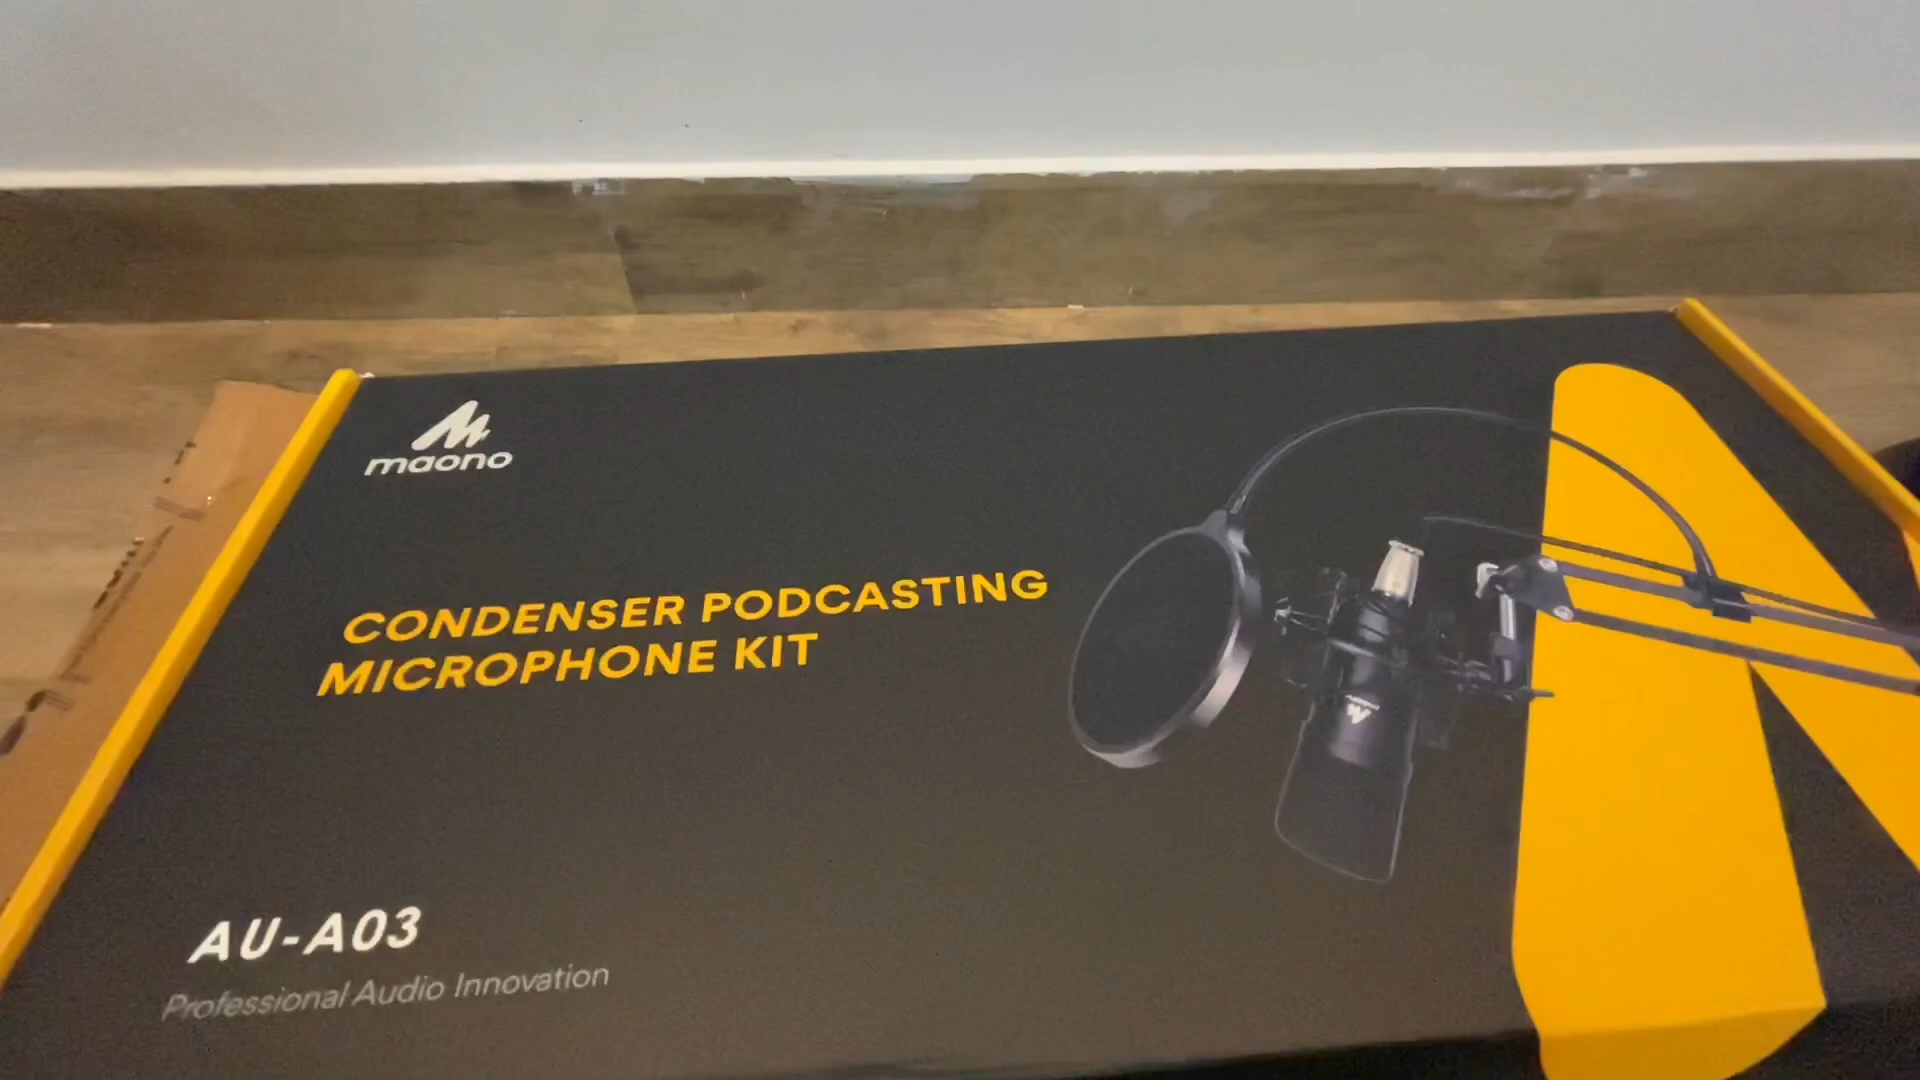 maono
CONDENSER PODCASTING
MICROPHONE KIT
AU-A03
Professional Audio Innovation